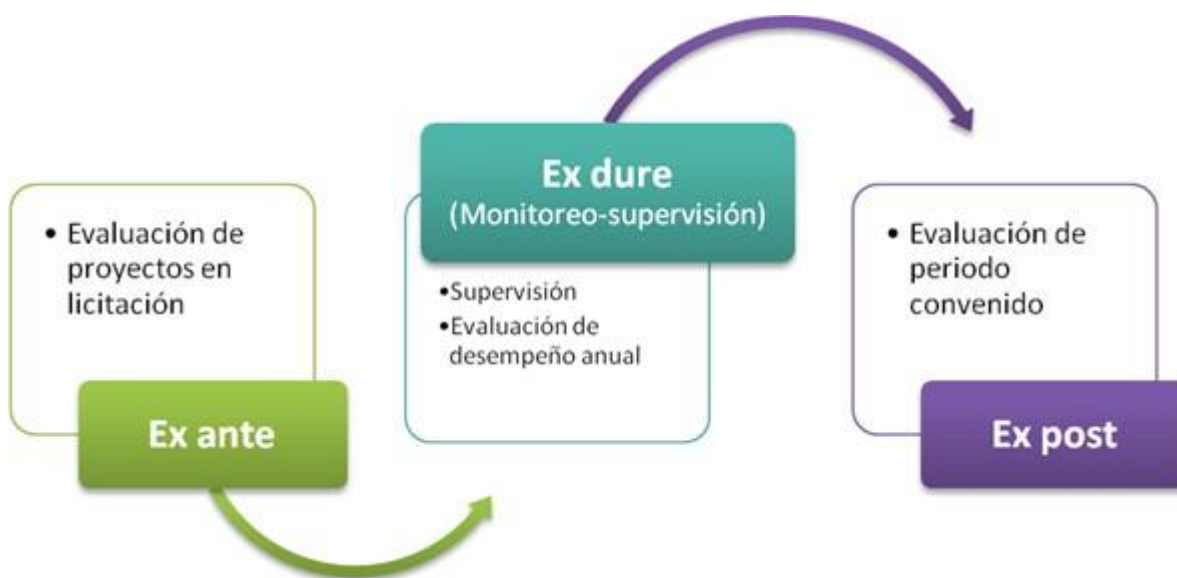 • Evaluación de
proyectos en
licitación
Ex ante
Ex dure
(Monitoreo-supervisión)
•Supervisión
•Evaluación de
desempeño anual
• Evaluación de
periodo
convenido
Ex post